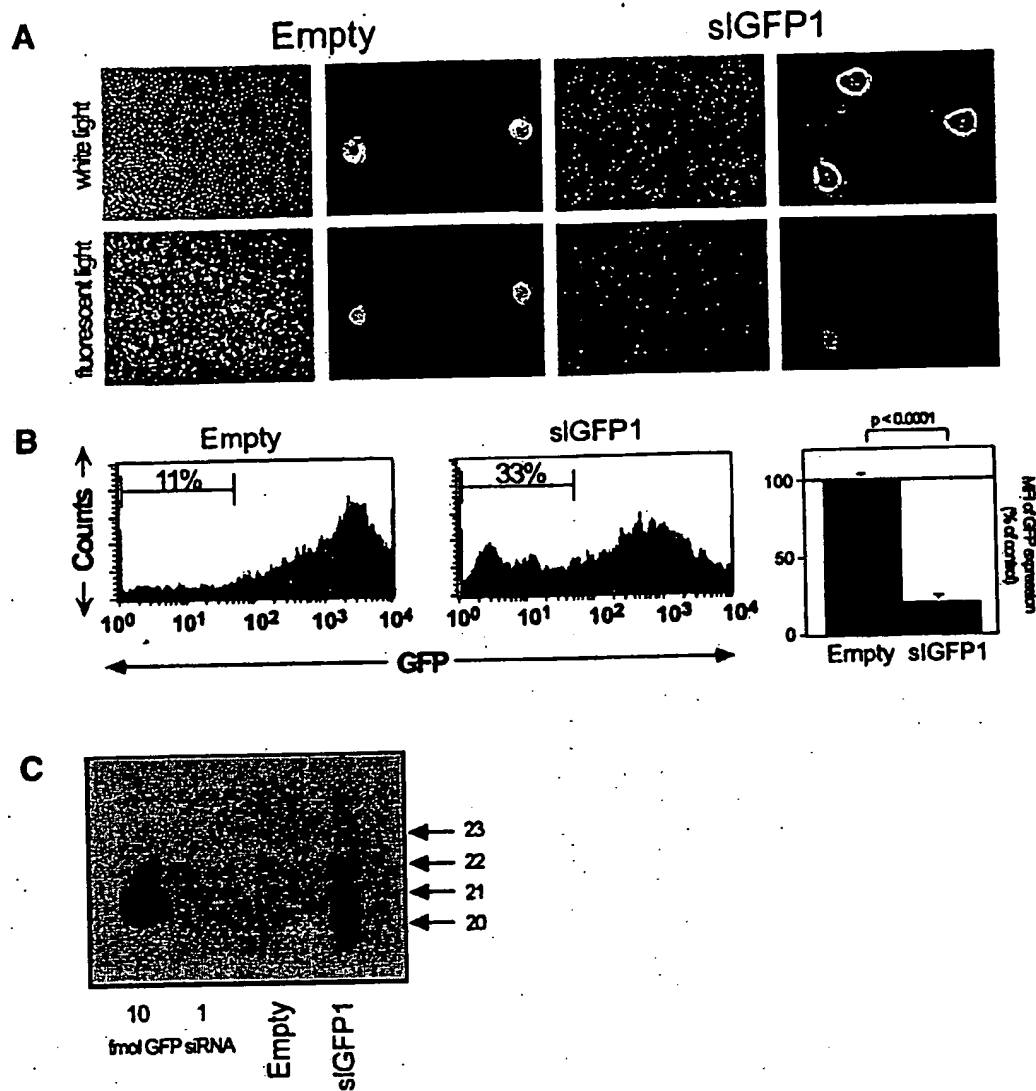 A
Empty
sIGFP1
white light
fluorescent light
B
Empty
sIGFP1
p < 0.0001
11%
33%
Counts
10⁰ 10¹ 10² 10³ 10⁴
10⁰ 10¹ 10² 10³ 10⁴
GFP
100
50
0
MFI of GFP expression
(% of control)
Empty sIGFP1
C
23
22
21
20
10 1
fmol GFP siRNA
Empty
sIGFP1